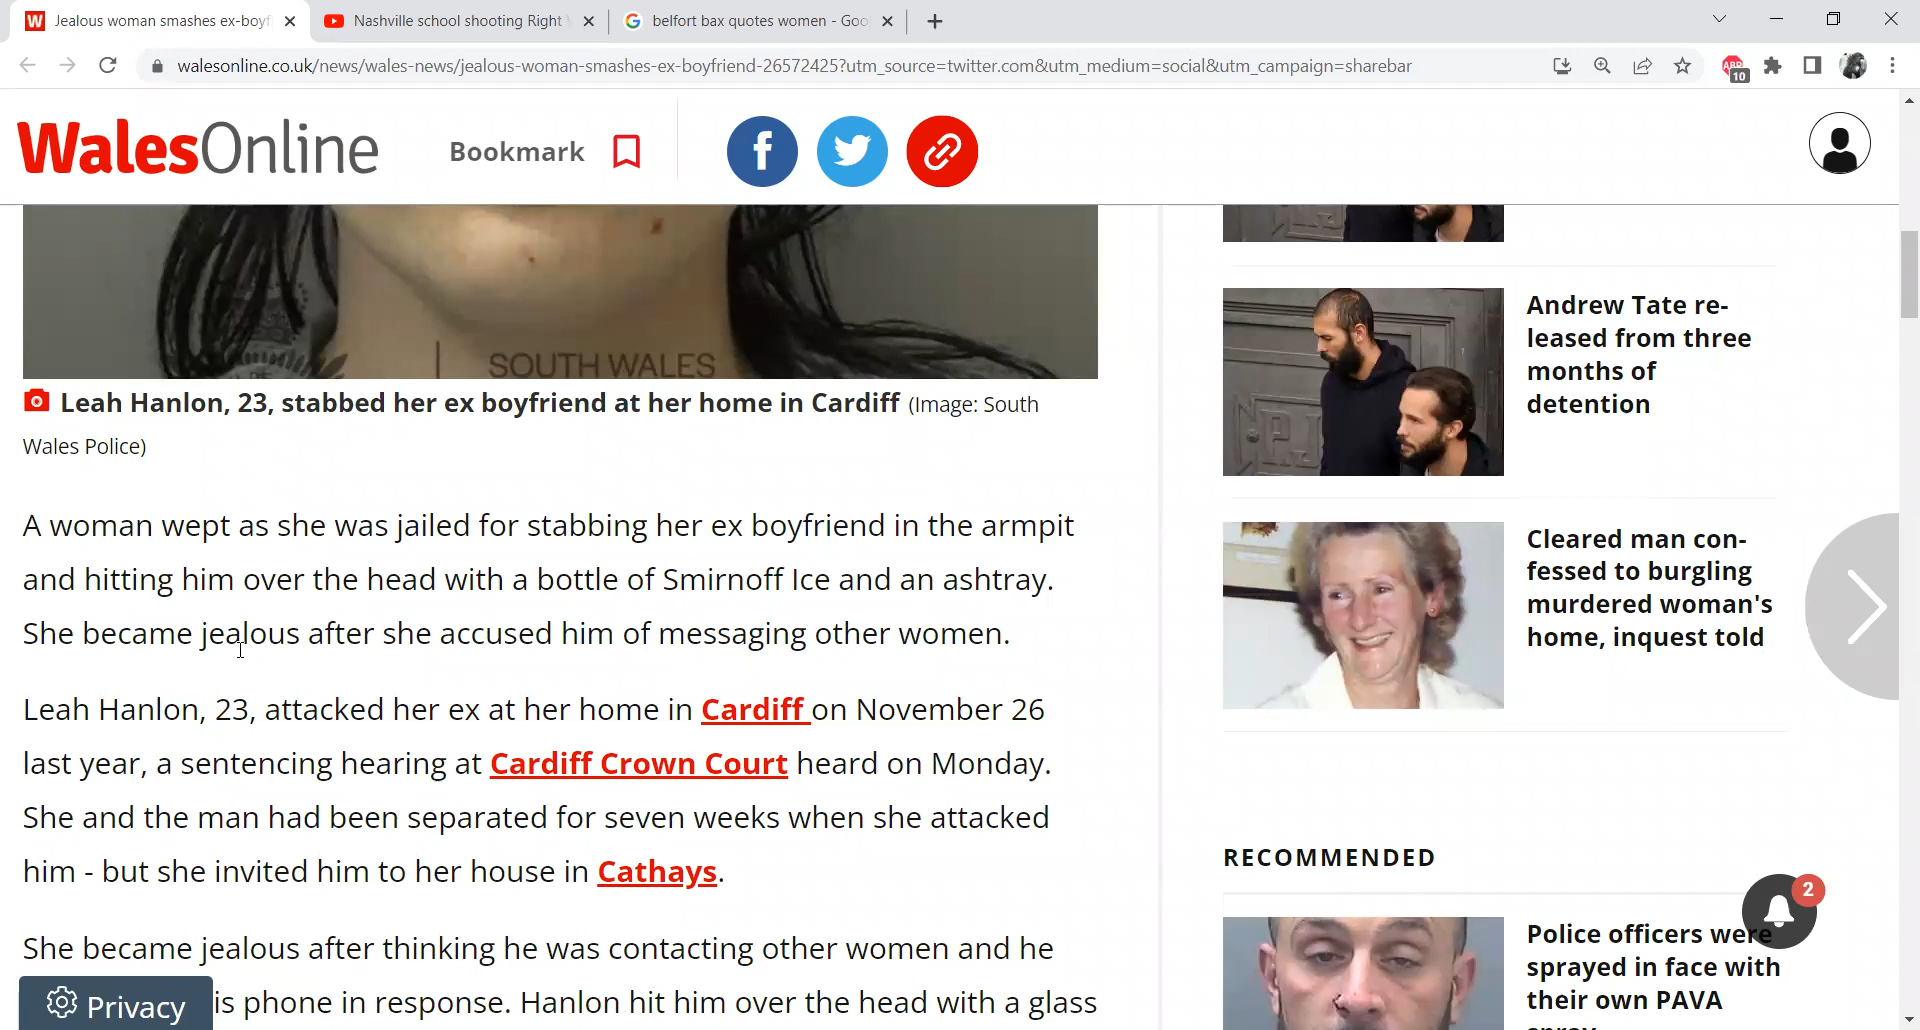 Jealous woman smashes ex-boyf
Nashville school shooting Right
belfort bax quotes women - Goo
walesonline.co.uk/news/wales-news/jealous-woman-smashes-ex-boyfriend-26572425?utm_source=twitter.com&utm_medium=social&utm_campaign=sharebar
ABP
10
WalesOnline
Bookmark
SOUTH WALES
Leah Hanlon, 23, stabbed her ex boyfriend at her home in Cardiff (Image: South
Wales Police)
A woman wept as she was jailed for stabbing her ex boyfriend in the armpit
and hitting him over the head with a bottle of Smirnoff Ice and an ashtray.
She became jealous after she accused him of messaging other women.
Leah Hanlon, 23, attacked her ex at her home in Cardiff on November 26
last year, a sentencing hearing at Cardiff Crown Court heard on Monday.
She and the man had been separated for seven weeks when she attacked
him - but she invited him to her house in Cathays.
She became jealous after thinking he was contacting other women and he
is phone in response. Hanlon hit him over the head with a glass
Privacy
Andrew Tate re-
leased from three
months of
detention
Cleared man con-
fessed to burgling
murdered woman's
home, inquest told
RECOMMENDED
2
Police officers were
sprayed in face with
their own PAVA